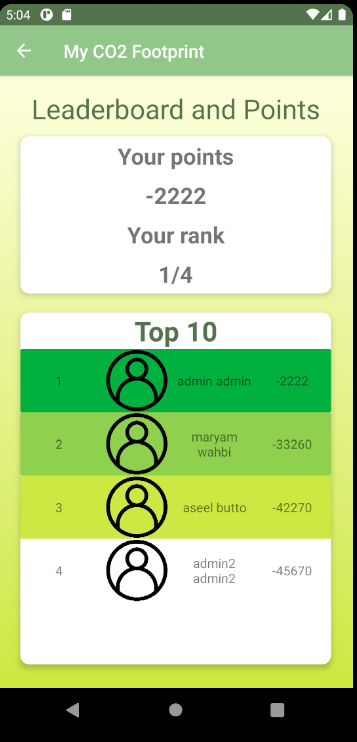 5:04
My CO2 Footprint
Leaderboard and Points
Your points
-2222
Your rank
1/4
Top 10
1 admin admin -2222
2 maryam wahbi -33260
3 aseel butto -42270
4 admin2 admin2 -45670